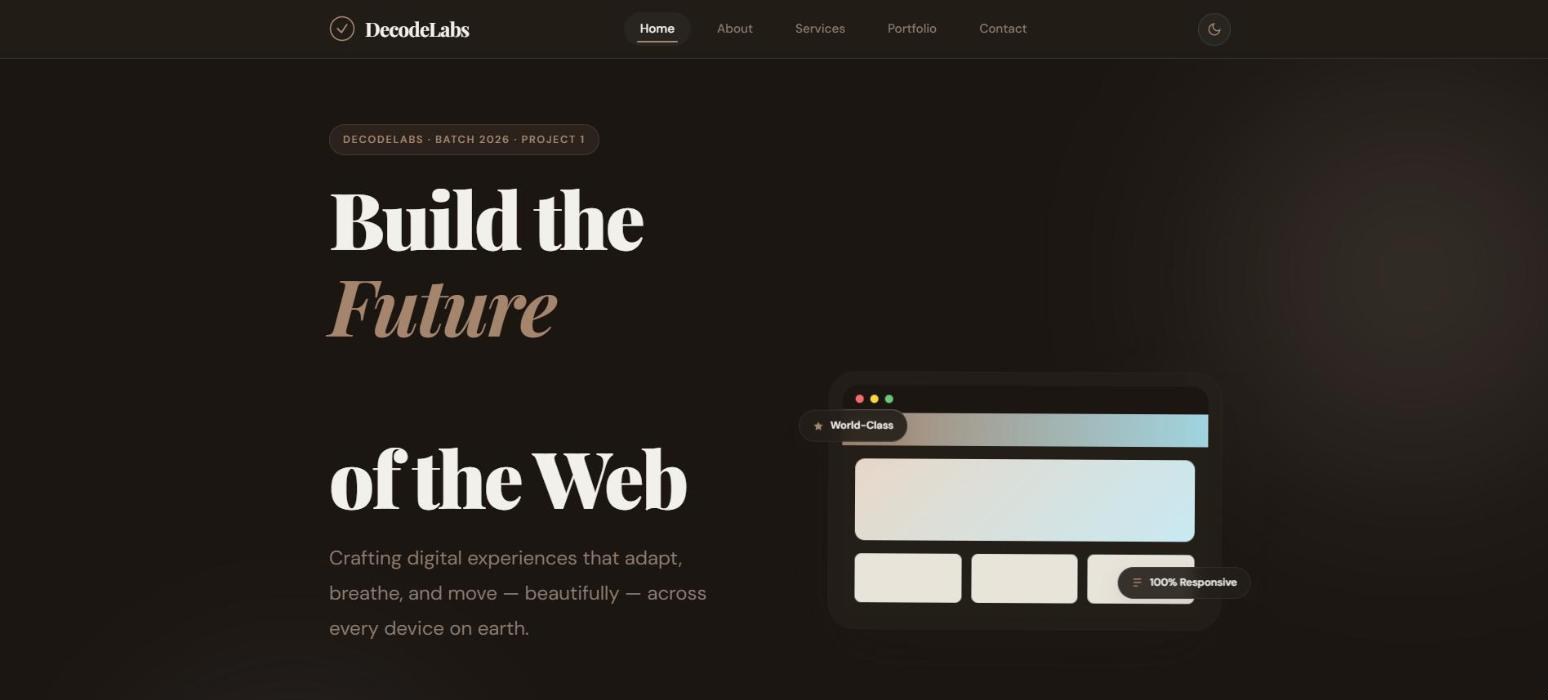 DecodeLabs
Home
About
Services
Portfolio
Contact
DECODELABS · BATCH 2026 · PROJECT 1
Build the
Future
of the Web
Crafting digital experiences that adapt,
breathe, and move — beautifully — across
every device on earth.
World-Class
100% Responsive